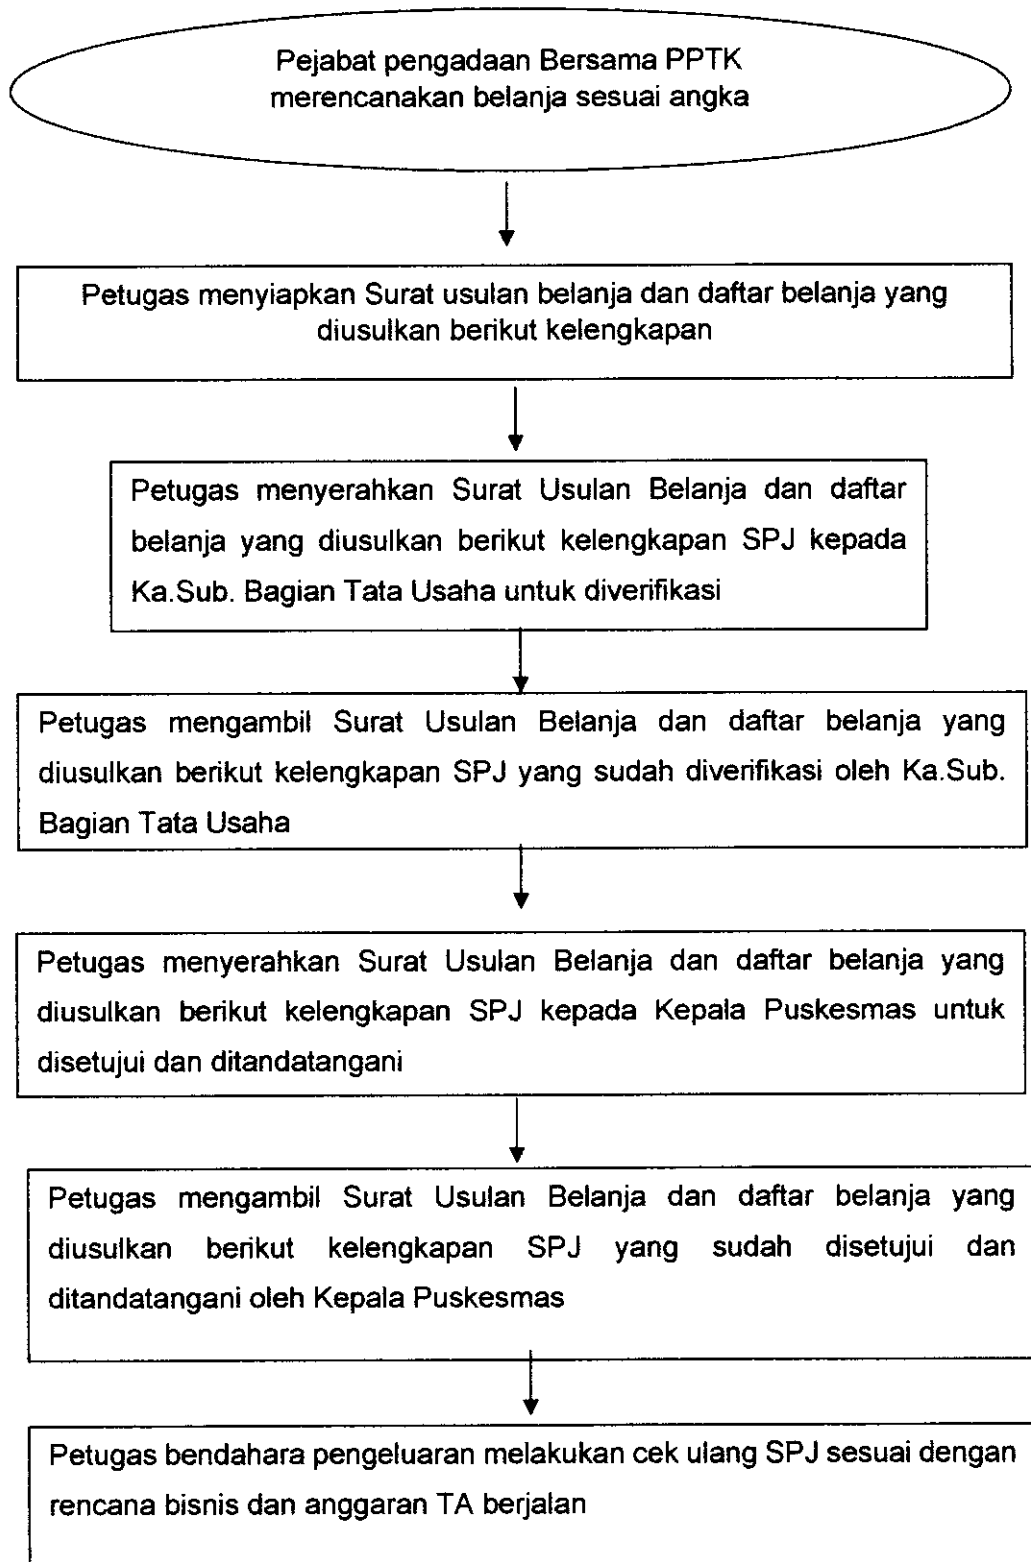 Pejabat pengadaan Bersama PPTK
merencanakan belanja sesuai angka
Petugas menyiapkan Surat usulan belanja dan daftar belanja yang
diusulkan berikut kelengkapan
Petugas menyerahkan Surat Usulan Belanja dan daftar
belanja yang diusulkan berikut kelengkapan SPJ kepada
Ka.Sub. Bagian Tata Usaha untuk diverifikasi
Petugas mengambil Surat Usulan Belanja dan daftar belanja yang
diusulkan berikut kelengkapan SPJ yang sudah diverifikasi oleh Ka.Sub.
Bagian Tata Usaha
Petugas menyerahkan Surat Usulan Belanja dan daftar belanja yang
diusulkan berikut kelengkapan SPJ kepada Kepala Puskesmas untuk
disetujui dan ditandatangani
Petugas mengambil Surat Usulan Belanja dan daftar belanja yang
diusulkan berikut kelengkapan SPJ yang sudah disetujui dan
ditandatangani oleh Kepala Puskesmas
Petugas bendahara pengeluaran melakukan cek ulang SPJ sesuai dengan
rencana bisnis dan anggaran TA berjalan